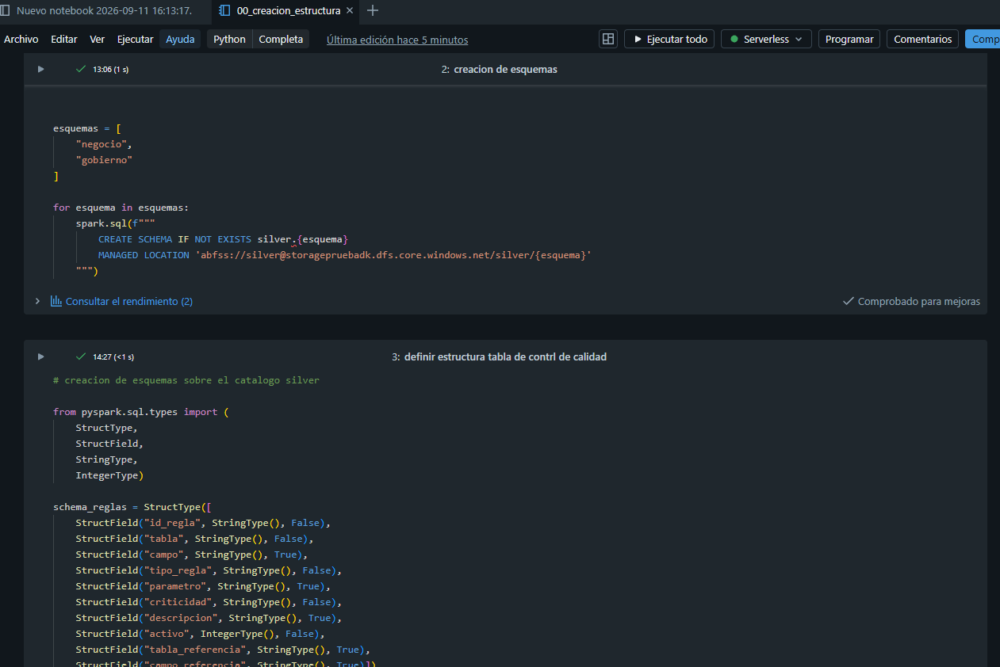 Nuevo notebook 2026-09-11 16:13:17.
00_creacion_estructura
Archivo Editar Ver Ejecutar Ayuda Python Completa Última edición hace 5 minutos Ejecutar todo Serverless Programar Comentarios Comp
13:06 (1 s) 2: creacion de esquemas
esquemas = [
    "negocio",
    "gobierno"
]
for esquema in esquemas:
    spark.sql(f"""
        CREATE SCHEMA IF NOT EXISTS silver.{esquema}
        MANAGED LOCATION 'abfss://silver@storagepruebadk.dfs.core.windows.net/silver/{esquema}'
    """)
Consultar el rendimiento (2) Comprobado para mejoras
14:27 (<1 s) 3: definir estructura tabla de contrl de calidad
# creacion de esquemas sobre el catalogo silver
from pyspark.sql.types import (
    StructType,
    StructField,
    StringType,
    IntegerType)
schema_reglas = StructType([
    StructField("id_regla", StringType(), False),
    StructField("tabla", StringType(), False),
    StructField("campo", StringType(), True),
    StructField("tipo_regla", StringType(), False),
    StructField("parametro", StringType(), True),
    StructField("criticidad", StringType(), False),
    StructField("descripcion", StringType(), True),
    StructField("activo", IntegerType(), False),
    StructField("tabla_referencia", StringType(), True),
    StructField("campo_referencia", StringType(), True)])